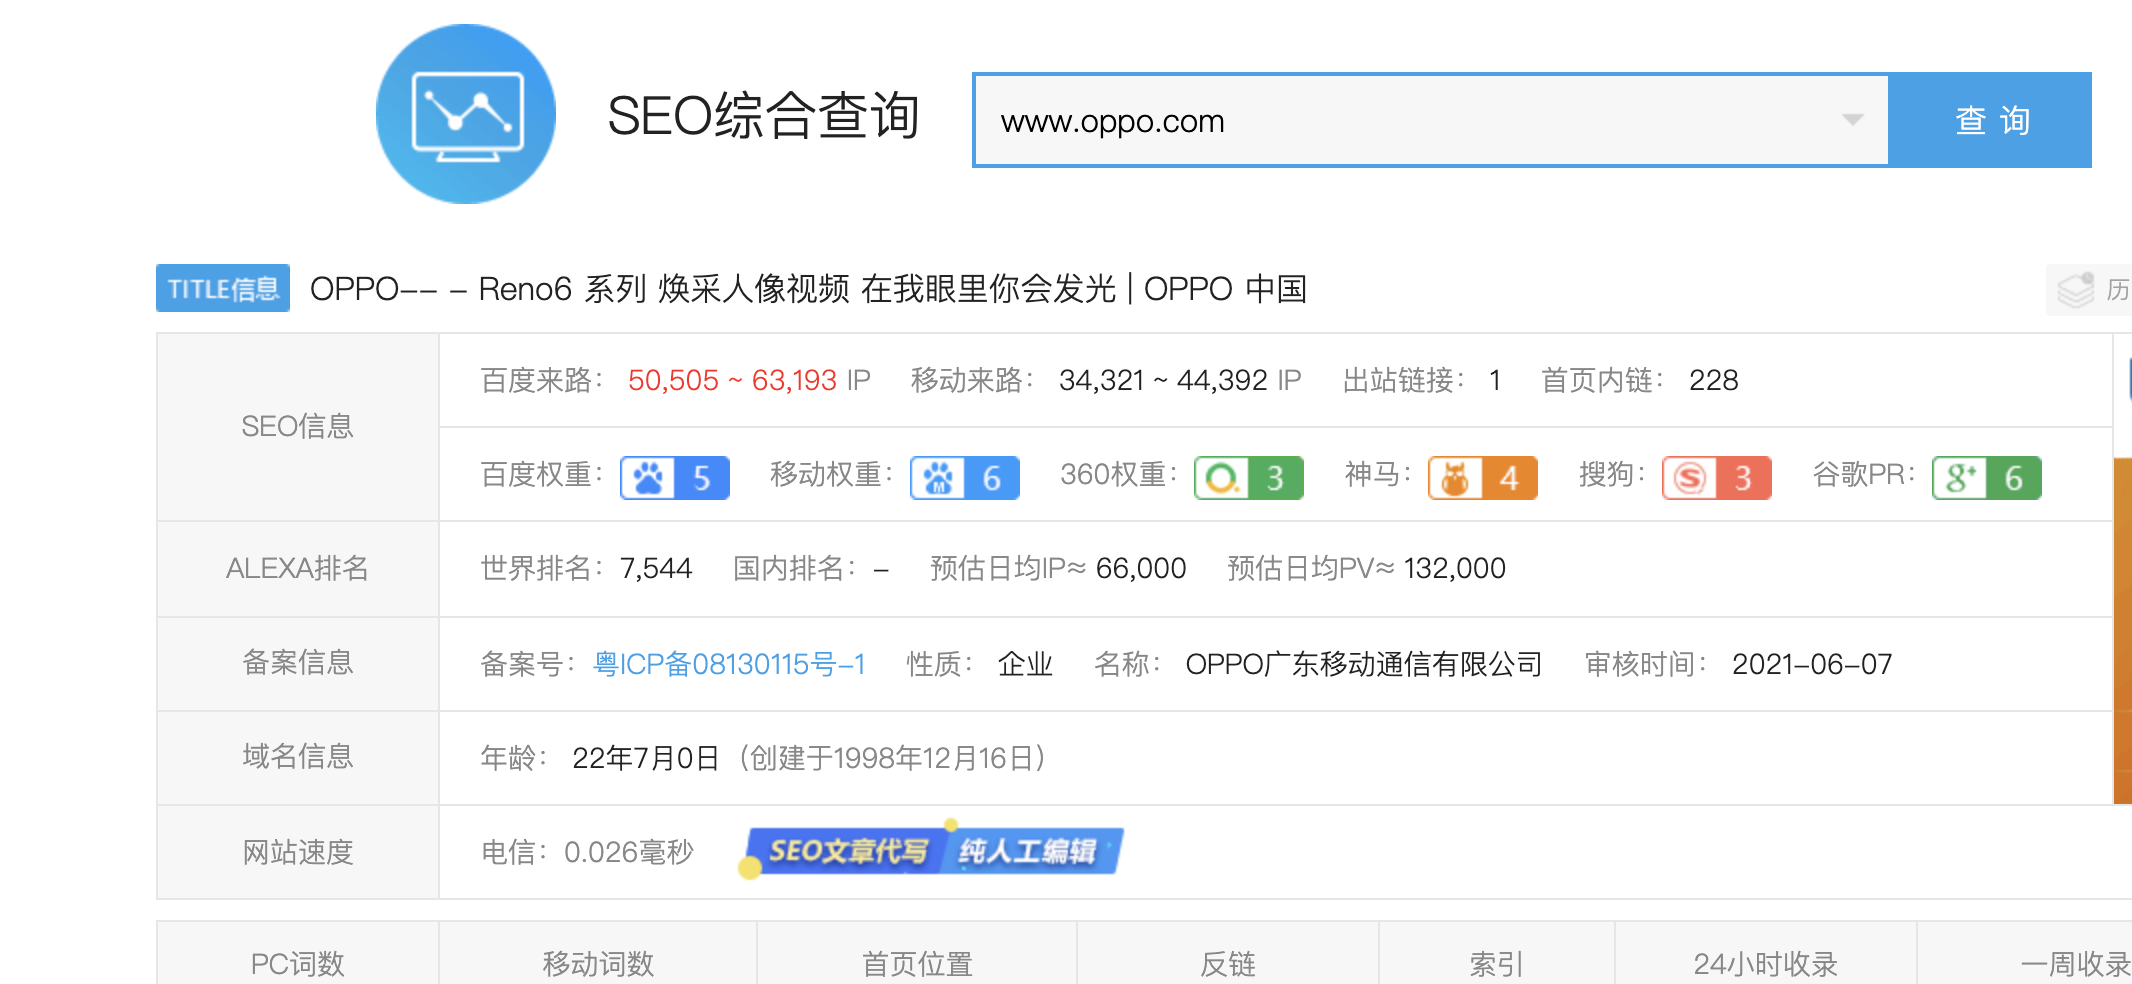 SEO综合查询 www.oppo.com 查 询
TITLE信息 OPPO-- - Reno6 系列 焕采人像视频 在我眼里你会发光 | OPPO 中国 历
SEO信息
百度来路： 50,505 ~ 63,193 IP 移动来路： 34,321 ~ 44,392 IP 出站链接： 1 首页内链： 228
百度权重： 5 移动权重： M 6 360权重： 3 神马： 4 搜狗： S 3 谷歌PR： g+ 6
ALEXA排名 世界排名： 7,544 国内排名： – 预估日均IP≈ 66,000 预估日均PV≈ 132,000
备案信息 备案号： 粤ICP备08130115号-1 性质： 企业 名称： OPPO广东移动通信有限公司 审核时间： 2021-06-07
域名信息 年龄： 22年7月0日（创建于1998年12月16日）
网站速度 电信：0.026毫秒 SEO文章代写 纯人工编辑
PC词数 移动词数 首页位置 反链 索引 24小时收录 一周收录